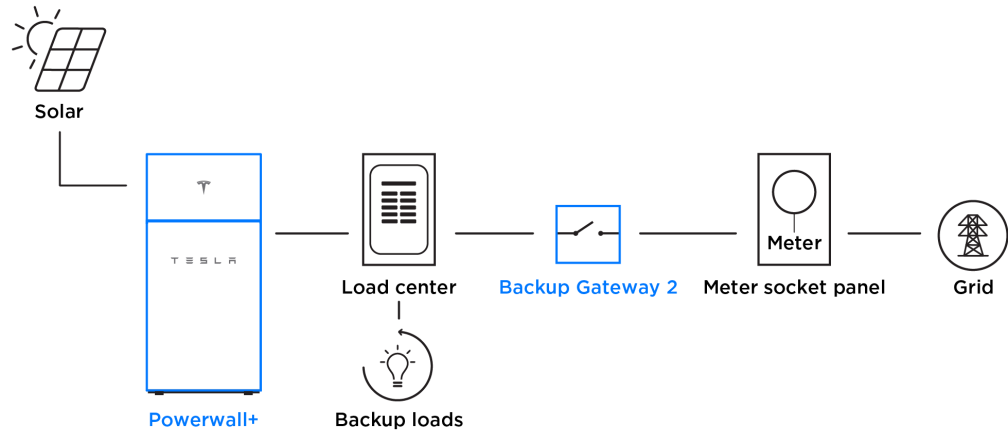 Solar
TESLA
Meter
Load center
Backup Gateway 2
Meter socket panel
Grid
Powerwall+
Backup loads